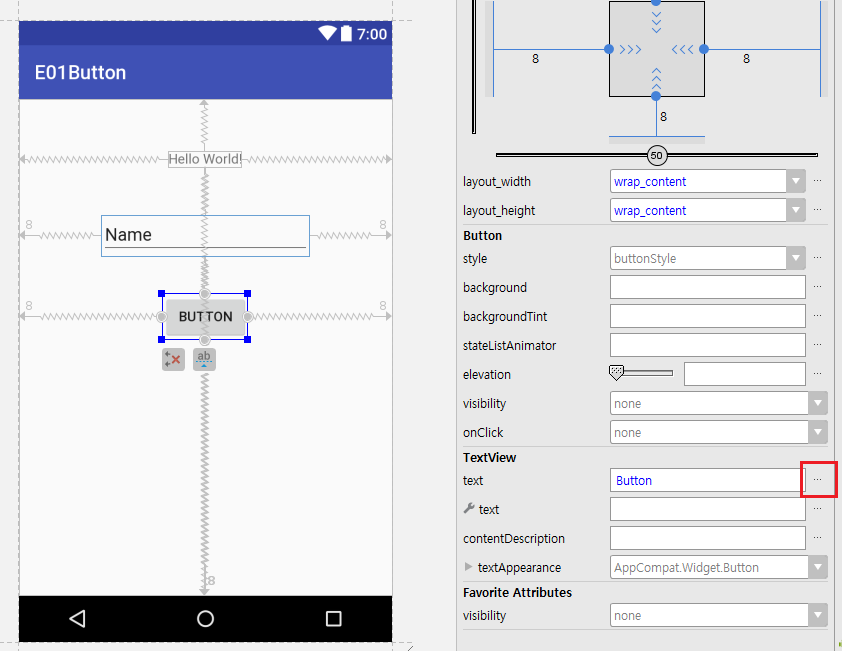 7:00
E01Button
Hello World!
8 8
Name
8 8
BUTTON
ab
8
8 8
8
50
layout_width wrap_content ...
layout_height wrap_content ...
Button
style buttonStyle ...
background ...
backgroundTint ...
stateListAnimator ...
elevation ...
visibility none
onClick none
TextView
text Button ...
text ...
contentDescription ...
textAppearance AppCompat.Widget.Button
Favorite Attributes
visibility none